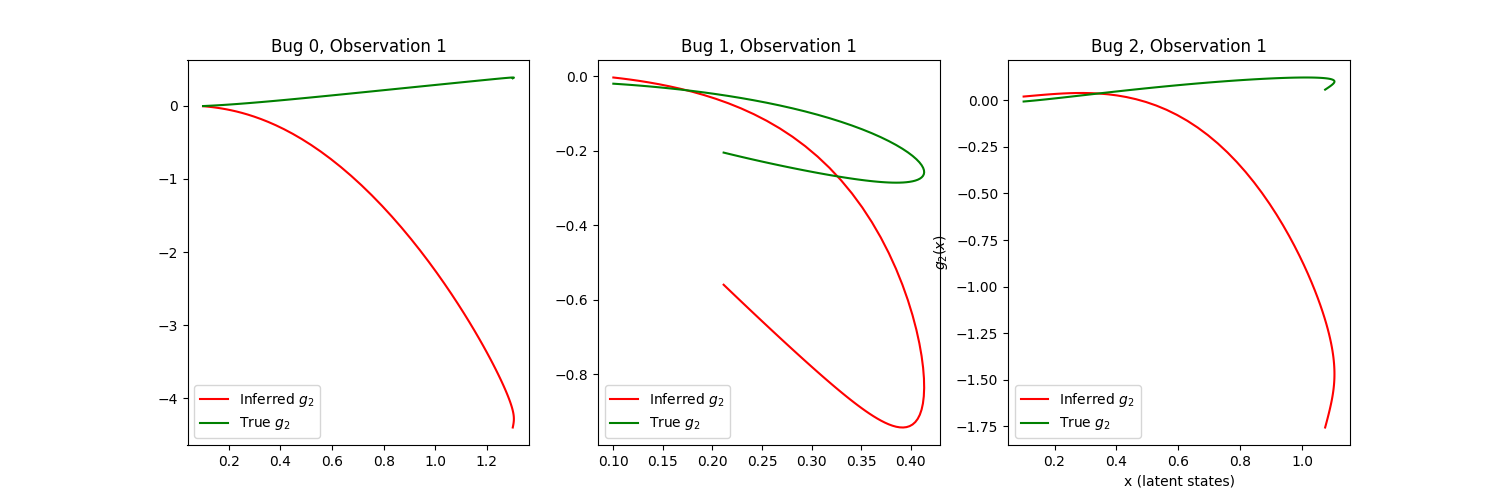 Bug 0, Observation 1
0
−1
−2
−3
−4
0.2 0.4 0.6 0.8 1.0 1.2
Inferred g₂
True g₂
Bug 1, Observation 1
0.0
−0.2
−0.4
−0.6
−0.8
0.10 0.15 0.20 0.25 0.30 0.35 0.40
Inferred g₂
True g₂
Bug 2, Observation 1
g₂(x)
0.00
−0.25
−0.50
−0.75
−1.00
−1.25
−1.50
−1.75
0.2 0.4 0.6 0.8 1.0
x (latent states)
Inferred g₂
True g₂